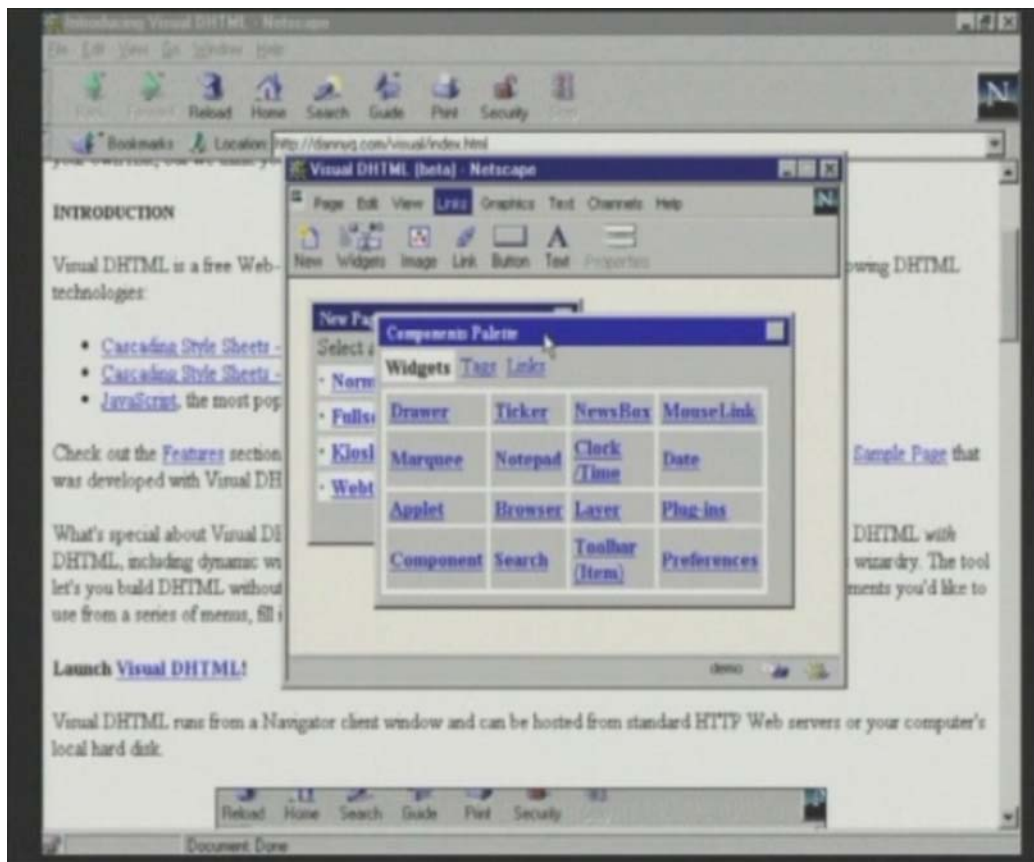 Introducing Visual DHTML - Netscape
File Edit View Go Window Help
Back Forward Reload Home Search Guide Print Security Stop
Bookmarks Location: http://dannyg.com/visual/index.html
INTRODUCTION
Visual DHTML is a free Web-
owing DHTML
technologies:
• Cascading Style Sheets -
• Cascading Style Sheets -
• JavaScript, the most pop
Check out the Features section
Sample Page that
was developed with Visual DH
What's special about Visual DH
DHTML with
DHTML, including dynamic wi
wizardry. The tool
let's you build DHTML without
ments you'd like to
use from a series of menus, fill i
Launch Visual DHTML!
Visual DHTML runs from a Navigator client window and can be hosted from standard HTTP Web servers or your computer's
local hard disk.
Reload Home Search Guide Print Security
Document: Done
Visual DHTML (beta) - Netscape
Page Edit View Links Graphics Text Channels Help
New Widgets Image Link Button Text Properties
New Pag
Select a
Norm
Fulls
Kiosk
Webt
Components Palette
Widgets Tags Links
Drawer Ticker NewsBox MouseLink
Marquee Notepad Clock Date
/Time
Applet Browser Layer Plug-ins
Component Search Toolbar Preferences
(Item)
demo